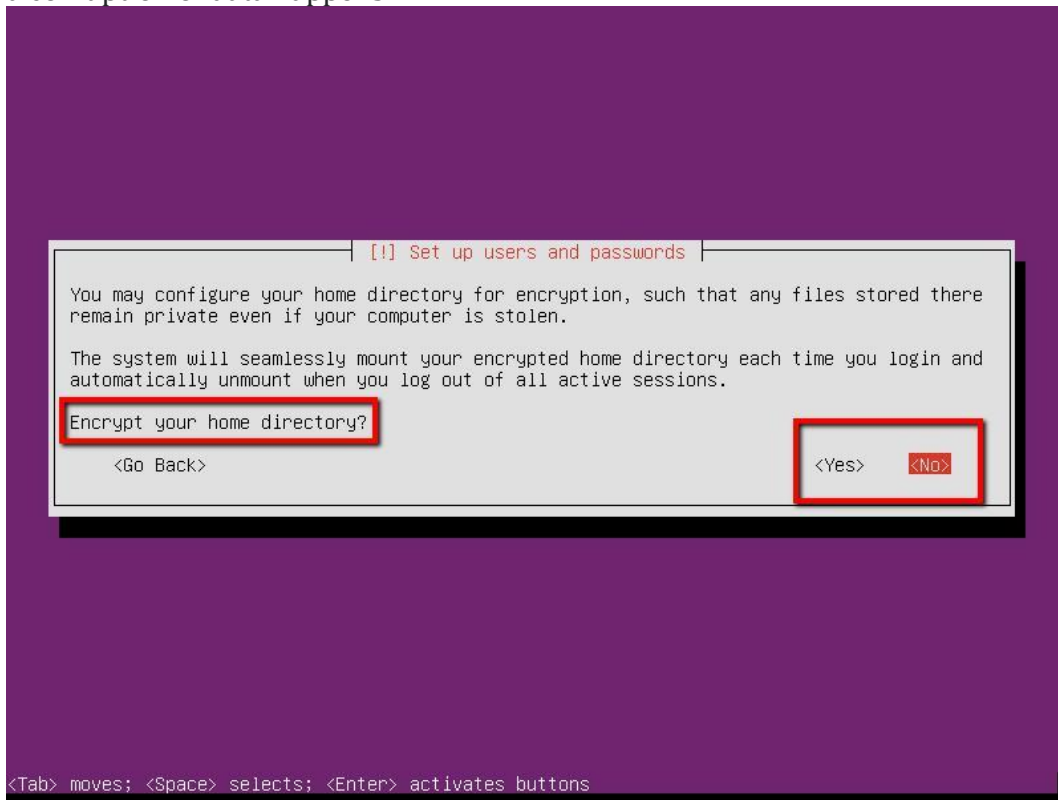 [!] Set up users and passwords
You may configure your home directory for encryption, such that any files stored there
remain private even if your computer is stolen.
The system will seamlessly mount your encrypted home directory each time you login and
automatically unmount when you log out of all active sessions.
Encrypt your home directory?
<Go Back> <Yes> <No>
<Tab> moves; <Space> selects; <Enter> activates buttons